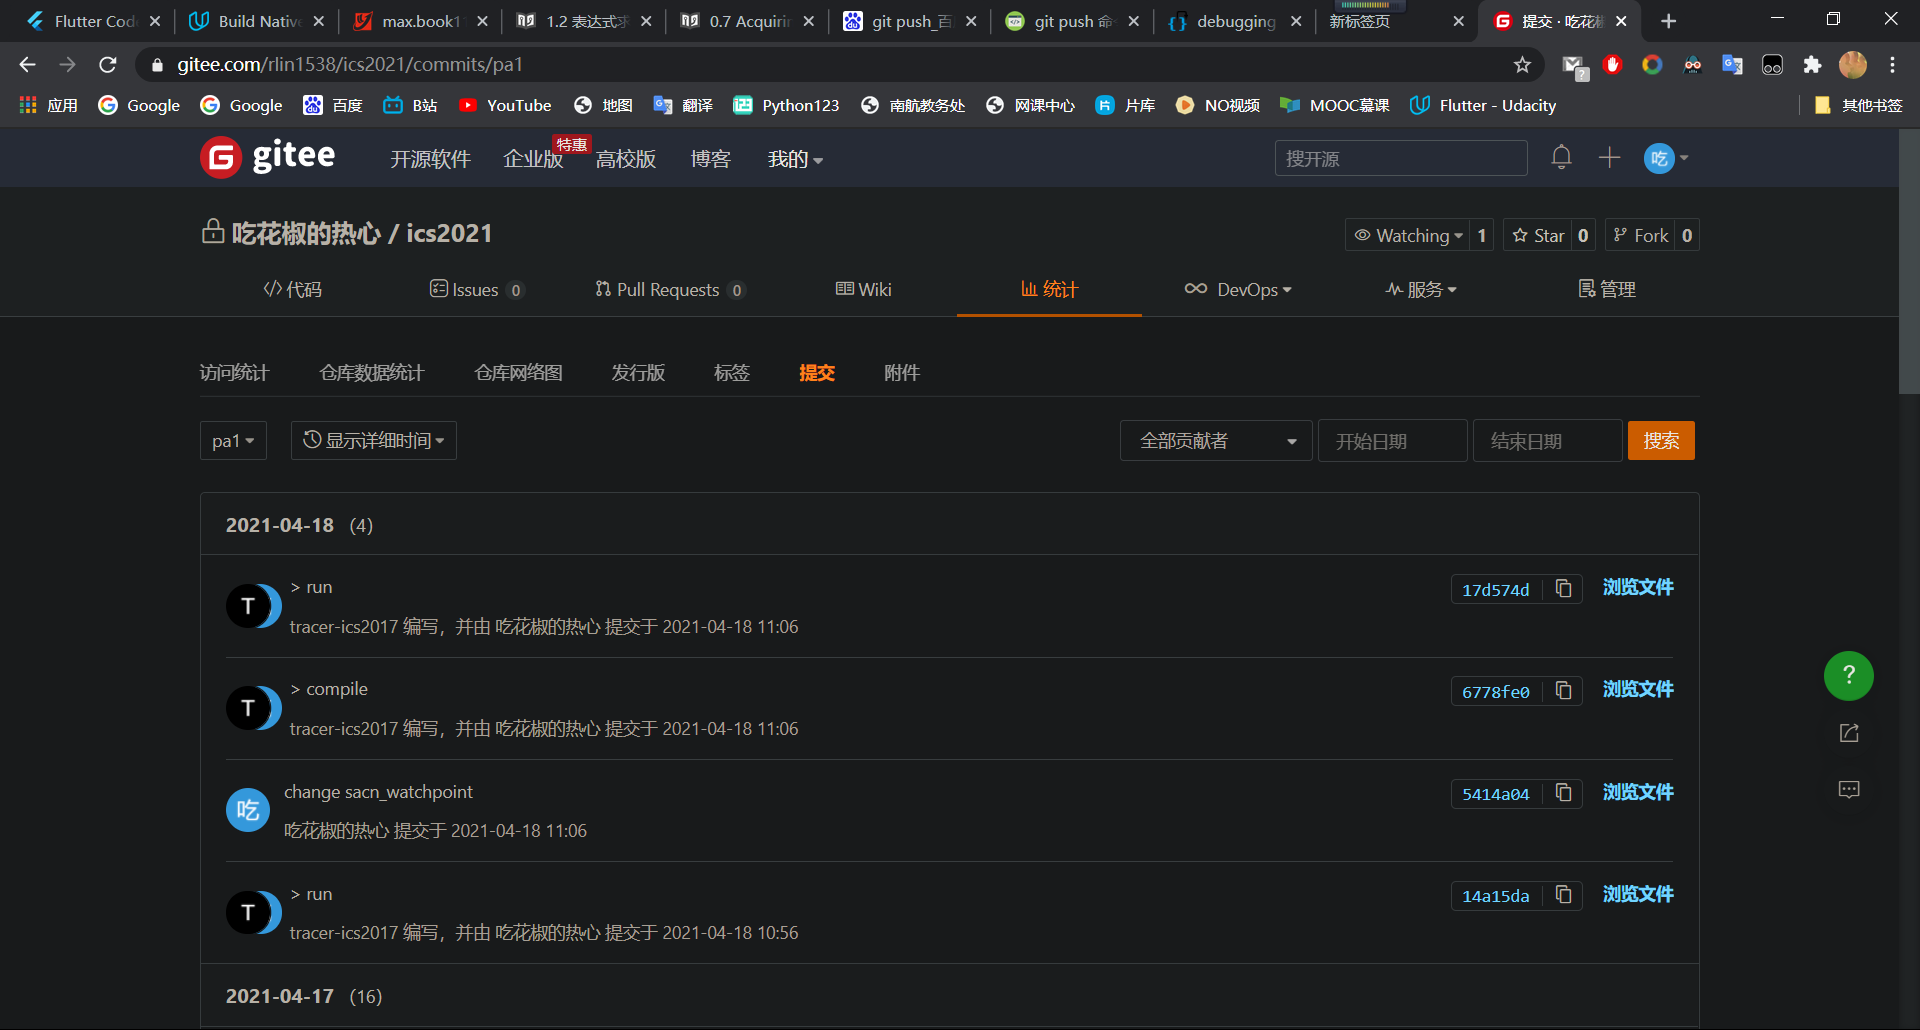 Flutter Cod
Build Native
max.book11
1.2 表达式求
0.7 Acquirin
git push_百度
git push 命令
debugging
新标签页
提交 · 吃花椒
gitee.com/rlin1538/ics2021/commits/pa1
应用
Google
Google
百度
B站
YouTube
地图
翻译
Python123
南航教务处
网课中心
片库
NO视频
MOOC慕课
Flutter - Udacity
其他书签
gitee
开源软件
企业版
特惠
高校版
博客
我的
搜开源
吃
吃花椒的热心 / ics2021
Watching 1
Star 0
Fork 0
代码
Issues 0
Pull Requests 0
Wiki
统计
DevOps
服务
管理
访问统计
仓库数据统计
仓库网络图
发行版
标签
提交
附件
pa1
显示详细时间
全部贡献者
开始日期
结束日期
搜索
2021-04-18 (4)
T
> run
17d574d
浏览文件
tracer-ics2017 编写，并由 吃花椒的热心 提交于 2021-04-18 11:06
T
> compile
6778fe0
浏览文件
tracer-ics2017 编写，并由 吃花椒的热心 提交于 2021-04-18 11:06
吃
change sacn_watchpoint
5414a04
浏览文件
吃花椒的热心 提交于 2021-04-18 11:06
T
> run
14a15da
浏览文件
tracer-ics2017 编写，并由 吃花椒的热心 提交于 2021-04-18 10:56
2021-04-17 (16)
?